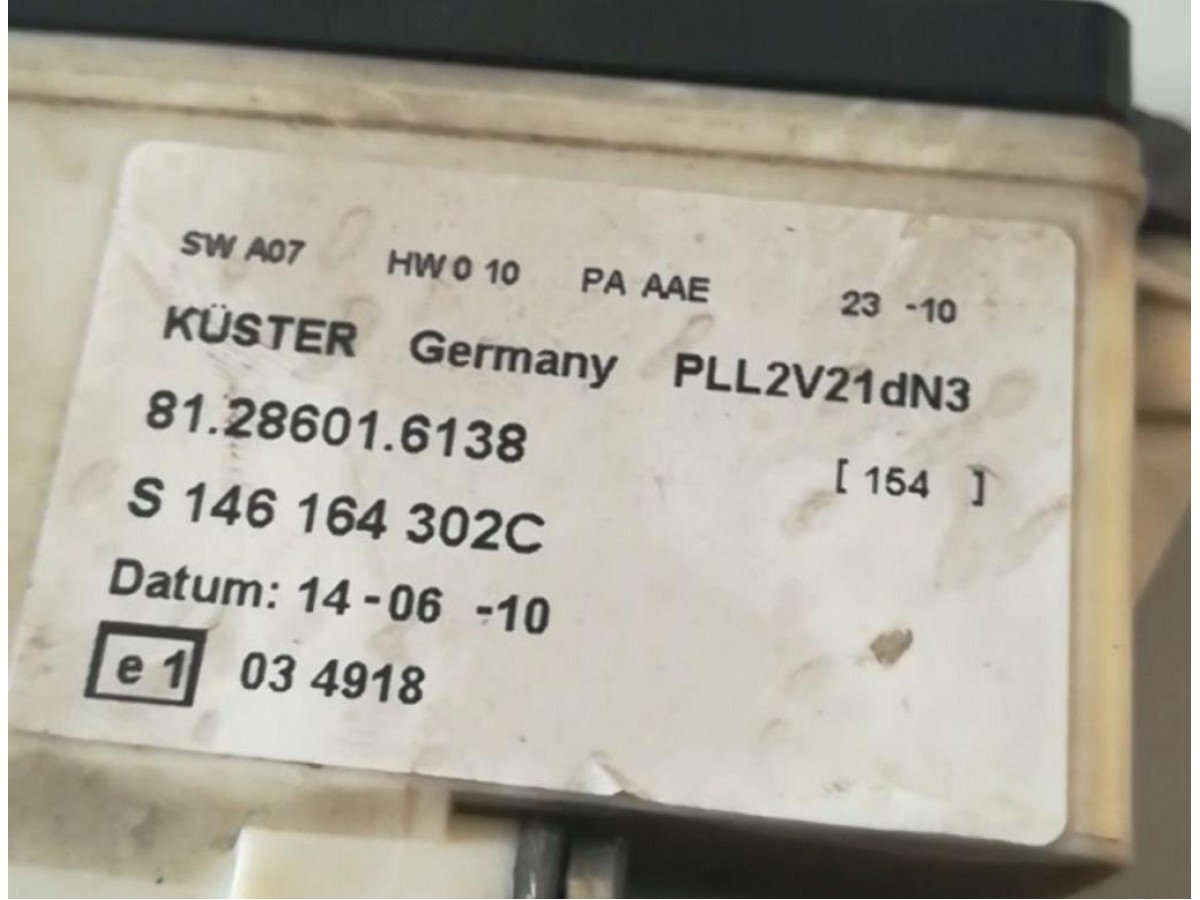 SW A07 HW 0 10 PA AAE 23 -10
KÜSTER Germany PLL2V21dN3
81.28601.6138
[ 154 ]
S 146 164 302C
Datum: 14-06 -10
e 1 03 4918